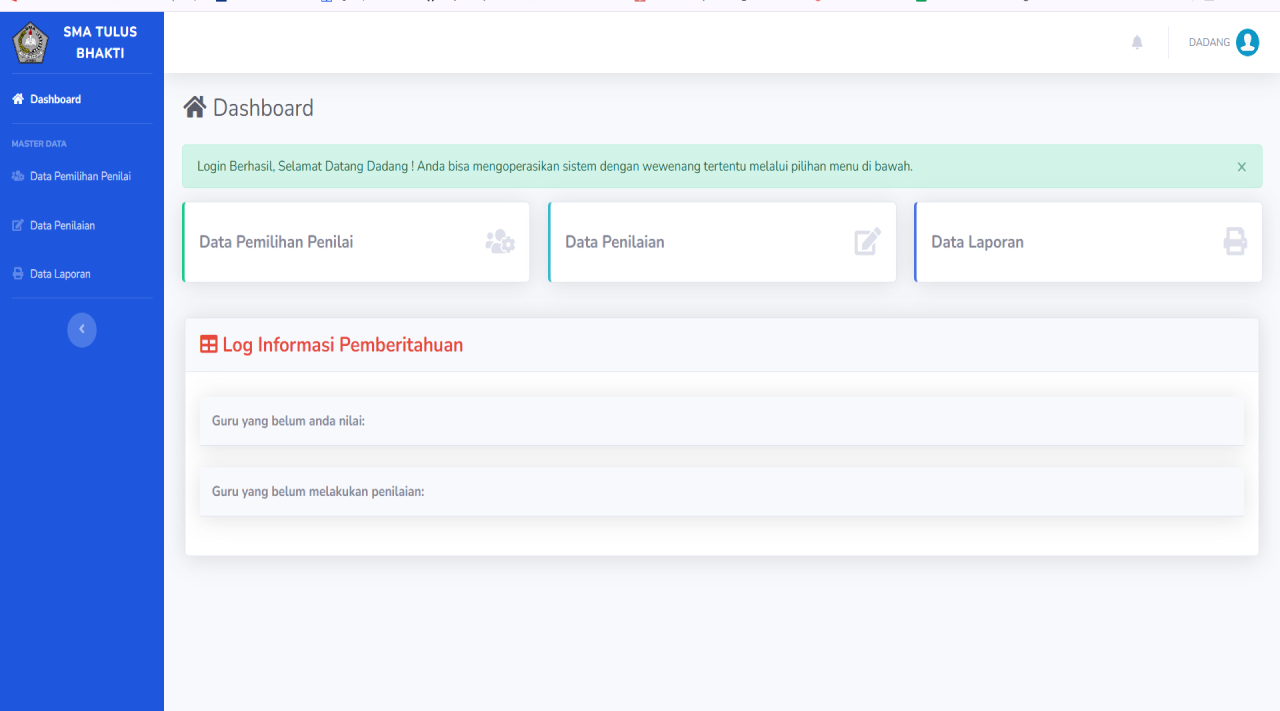 SMA TULUS
BHAKTI
DADANG
Dashboard
MASTER DATA
Data Pemilihan Penilai
Data Penilaian
Data Laporan
Dashboard
Login Berhasil, Selamat Datang Dadang ! Anda bisa mengoperasikan sistem dengan wewenang tertentu melalui pilihan menu di bawah.
Data Pemilihan Penilai
Data Penilaian
Data Laporan
Log Informasi Pemberitahuan
Guru yang belum anda nilai:
Guru yang belum melakukan penilaian: